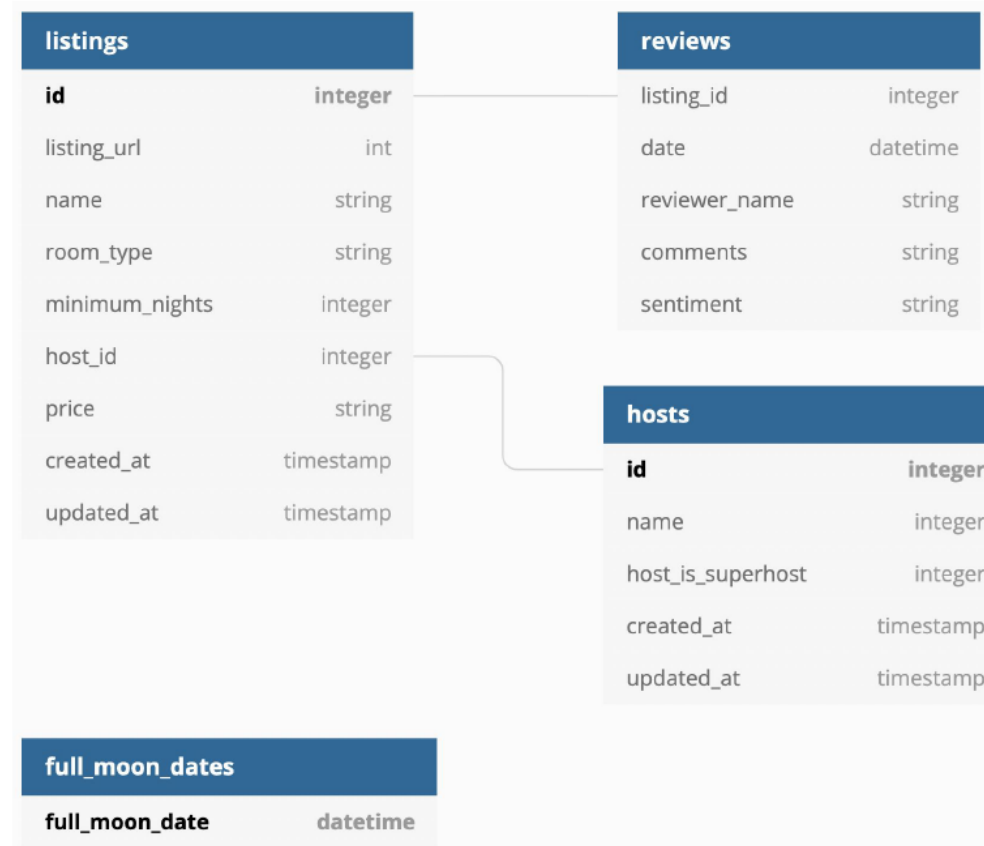 listings
id integer
listing_url int
name string
room_type string
minimum_nights integer
host_id integer
price string
created_at timestamp
updated_at timestamp
reviews
listing_id integer
date datetime
reviewer_name string
comments string
sentiment string
hosts
id integer
name integer
host_is_superhost integer
created_at timestamp
updated_at timestamp
full_moon_dates
full_moon_date datetime